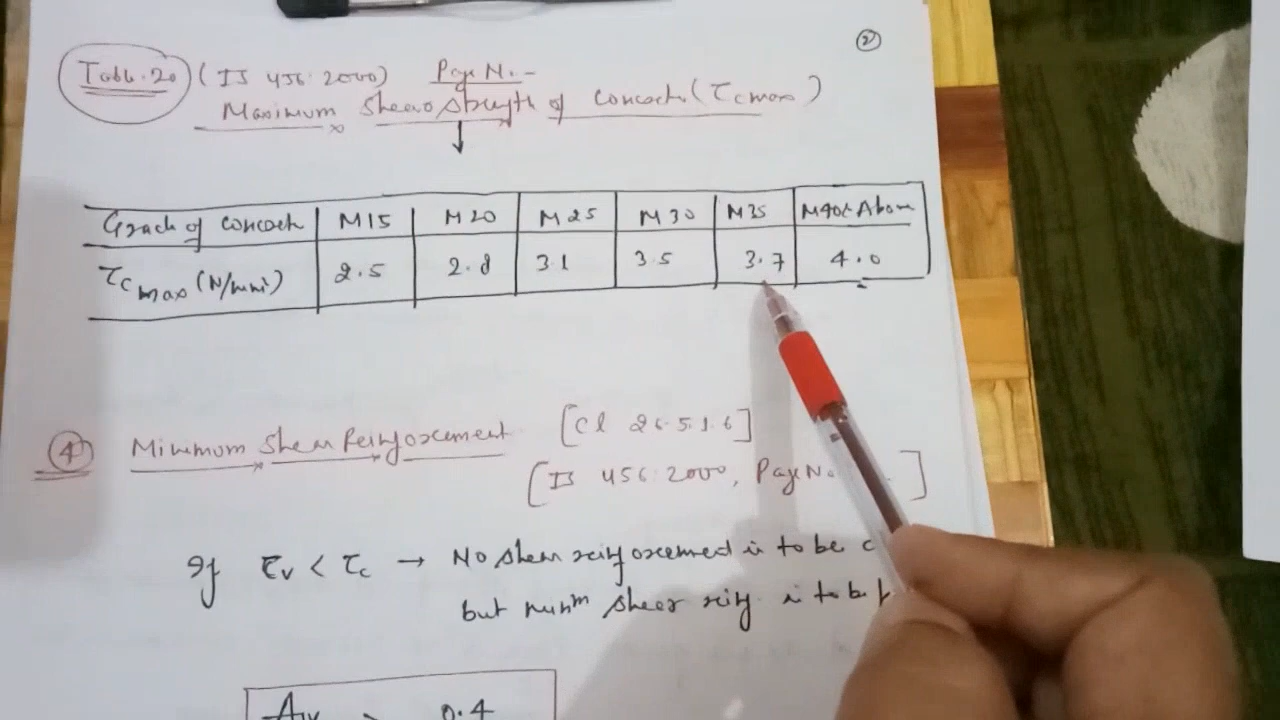 2
Table-20 (IS 456:2000) Page No-
Maximum Shear Strength of Concrete (τcmax)
Grade of Concrete M15 M20 M25 M30 M35 M40 & Above
τc max (N/mm²) 2.5 2.8 3.1 3.5 3.7 4.0
4 Minimum Shear Reinforcement [Cl 26.5.1.6]
[IS 456:2000, Page No. ]
If τv < τc → No shear reinforcement is to be
but minm shear reinf is to be
Asv 0.4